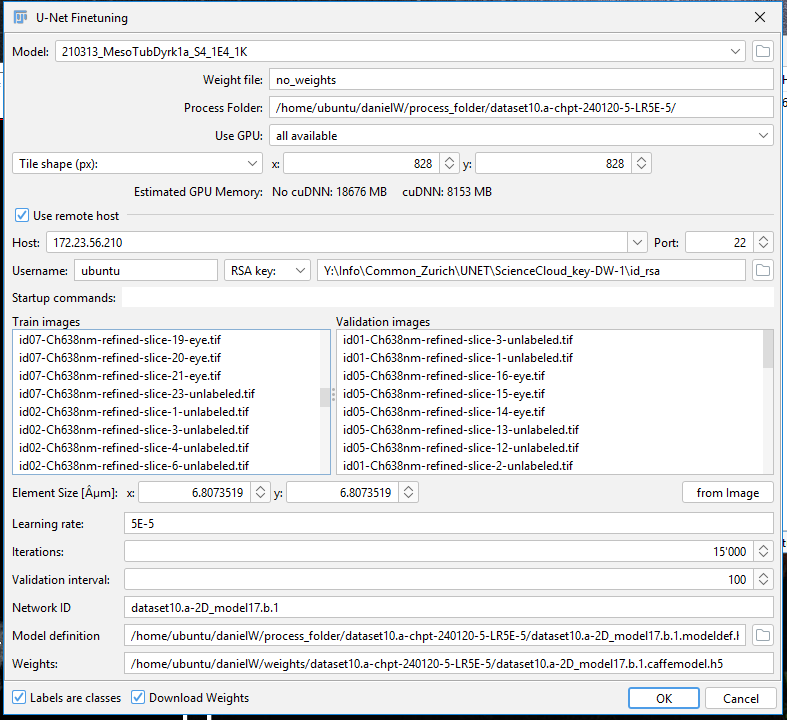 U-Net Finetuning
Model: 210313_MesoTubDyrk1a_S4_1E4_1K
Weight file: no_weights
Process Folder: /home/ubuntu/danielW/process_folder/dataset10.a-chpt-240120-5-LR5E-5/
Use GPU: all available
Tile shape (px): x: 828 y: 828
Estimated GPU Memory: No cuDNN: 18676 MB cuDNN: 8153 MB
Use remote host
Host: 172.23.56.210 Port: 22
Username: ubuntu RSA key: Y:\Info\Common_Zurich\UNET\ScienceCloud_key-DW-1\id_rsa
Startup commands:
Train images Validation images
id07-Ch638nm-refined-slice-19-eye.tif id01-Ch638nm-refined-slice-3-unlabeled.tif
id07-Ch638nm-refined-slice-20-eye.tif id01-Ch638nm-refined-slice-1-unlabeled.tif
id07-Ch638nm-refined-slice-21-eye.tif id05-Ch638nm-refined-slice-16-eye.tif
id07-Ch638nm-refined-slice-23-unlabeled.tif id05-Ch638nm-refined-slice-15-eye.tif
id02-Ch638nm-refined-slice-1-unlabeled.tif id05-Ch638nm-refined-slice-14-eye.tif
id02-Ch638nm-refined-slice-3-unlabeled.tif id05-Ch638nm-refined-slice-13-unlabeled.tif
id02-Ch638nm-refined-slice-4-unlabeled.tif id05-Ch638nm-refined-slice-12-unlabeled.tif
id02-Ch638nm-refined-slice-6-unlabeled.tif id01-Ch638nm-refined-slice-2-unlabeled.tif
Element Size [Âµm]: x: 6.8073519 y: 6.8073519 from Image
Learning rate: 5E-5
Iterations: 15'000
Validation interval: 100
Network ID dataset10.a-2D_model17.b.1
Model definition /home/ubuntu/danielW/process_folder/dataset10.a-chpt-240120-5-LR5E-5/dataset10.a-2D_model17.b.1.modeldef.h
Weights: /home/ubuntu/danielW/weights/dataset10.a-chpt-240120-5-LR5E-5/dataset10.a-2D_model17.b.1.caffemodel.h5
Labels are classes Download Weights OK Cancel